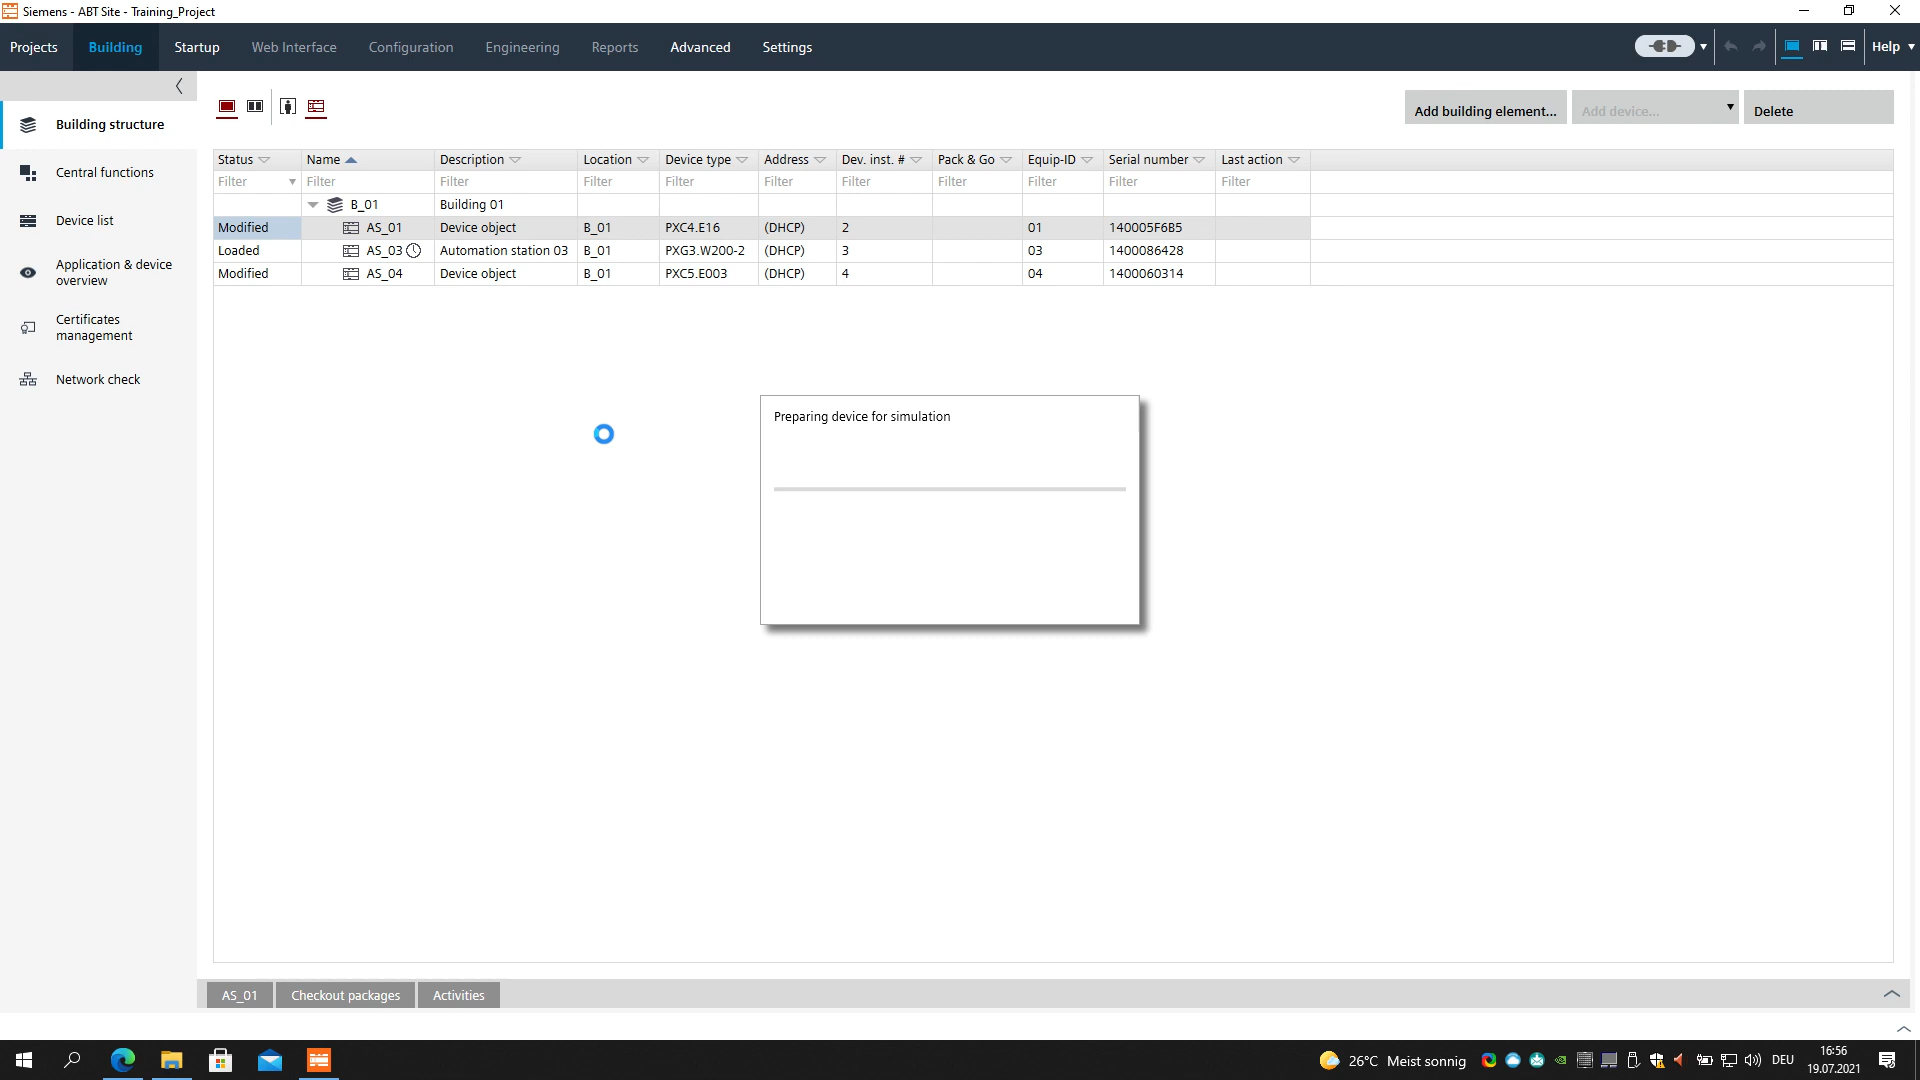 Siemens - ABT Site - Training_Project
Projects Building Startup Web Interface Configuration Engineering Reports Advanced Settings Help
Building structure
Central functions
Device list
Application & device
overview
Certificates
management
Network check
Add building element... Add device... Delete
Status Name Description Location Device type Address Dev. inst. # Pack & Go Equip-ID Serial number Last action
Filter Filter Filter Filter Filter Filter Filter Filter Filter Filter Filter
B_01 Building 01
Modified AS_01 Device object B_01 PXC4.E16 (DHCP) 2 01 140005F6B5
Loaded AS_03 Automation station 03 B_01 PXG3.W200-2 (DHCP) 3 03 1400086428
Modified AS_04 Device object B_01 PXC5.E003 (DHCP) 4 04 1400060314
Preparing device for simulation
AS_01 Checkout packages Activities
26°C Meist sonnig DEU 16:56
19.07.2021